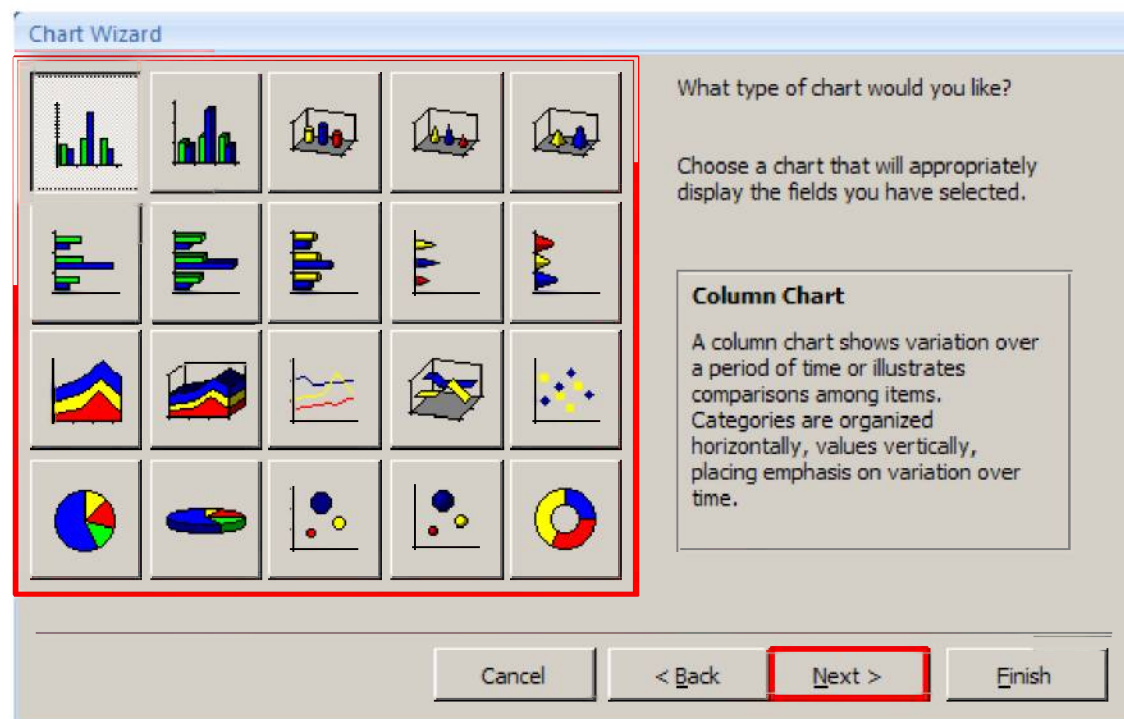 Chart Wizard
What type of chart would you like?
Choose a chart that will appropriately
display the fields you have selected.
Column Chart
A column chart shows variation over
a period of time or illustrates
comparisons among items.
Categories are organized
horizontally, values vertically,
placing emphasis on variation over
time.
Cancel
< Back
Next >
Finish